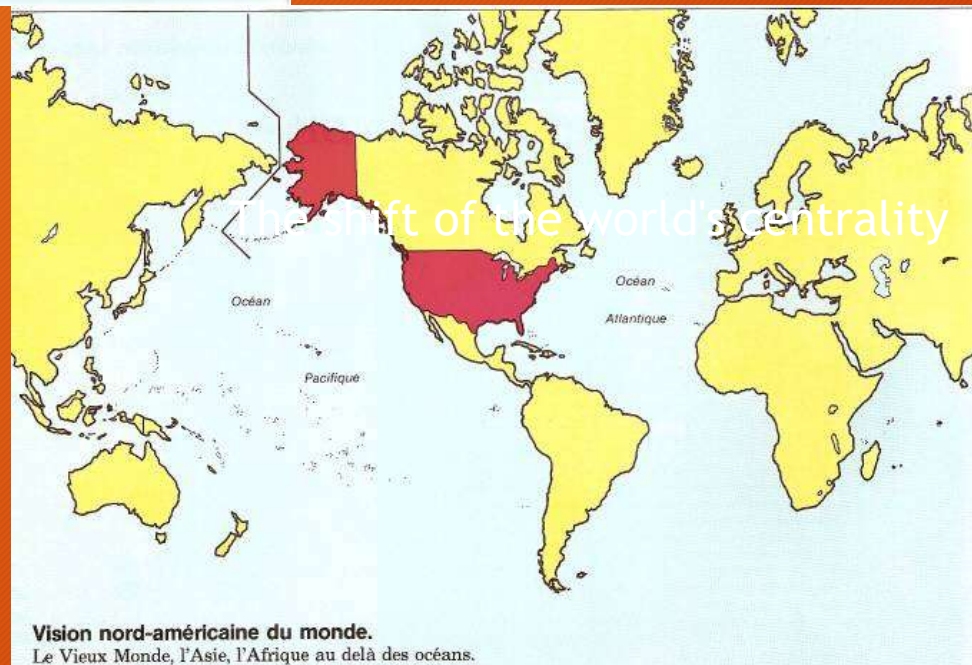 The shift of the world's centrality
Océan
Pacifique
Océan
Atlantique
Vision nord-américaine du monde.
Le Vieux Monde, l'Asie, l'Afrique au delà des océans.